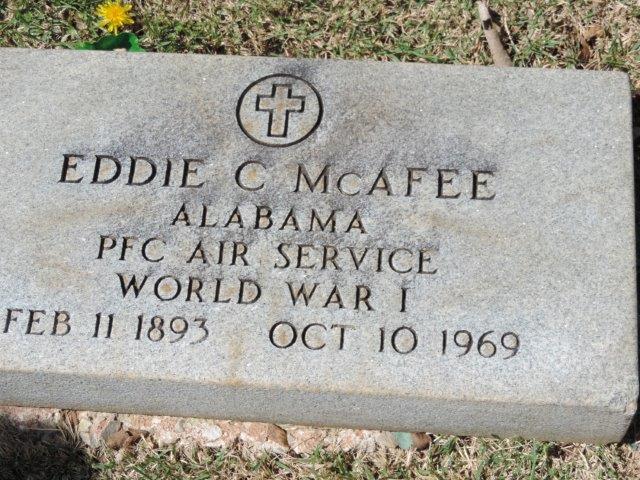 EDDIE C McAFEE
ALABAMA
PFC AIR SERVICE
WORLD WAR I
FEB 11 1893 OCT 10 1969